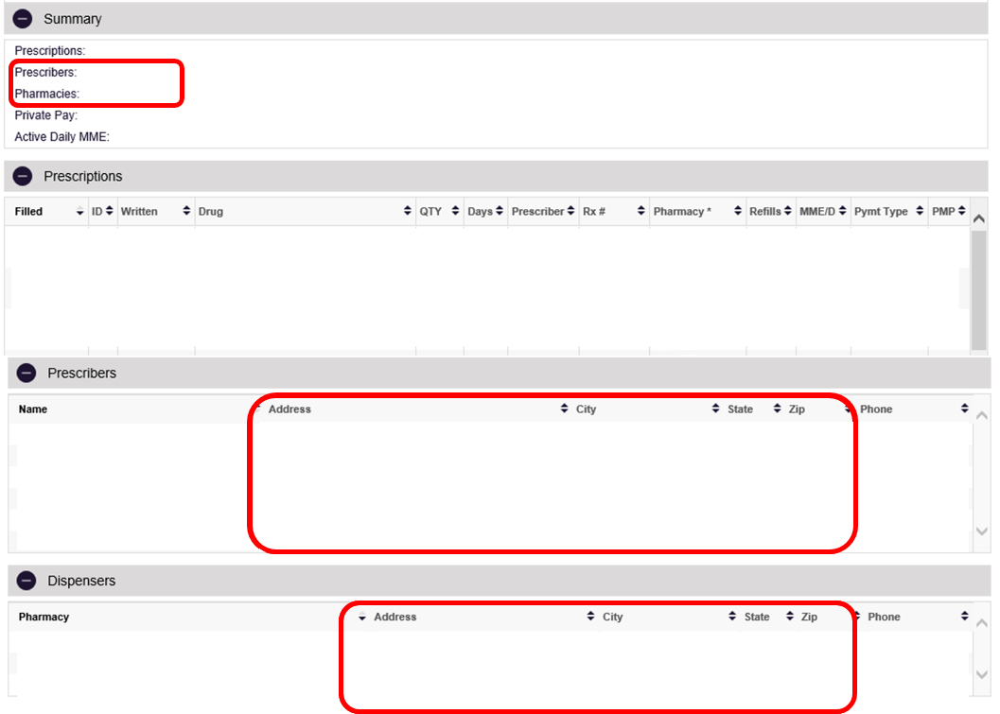 Summary
Prescriptions:
Prescribers:
Pharmacies:
Private Pay:
Active Daily MME:
Prescriptions
Filled ID Written Drug QTY Days Prescriber Rx # Pharmacy * Refills MME/D Pymt Type PMP
Prescribers
Name Address City State Zip Phone
Dispensers
Pharmacy Address City State Zip Phone